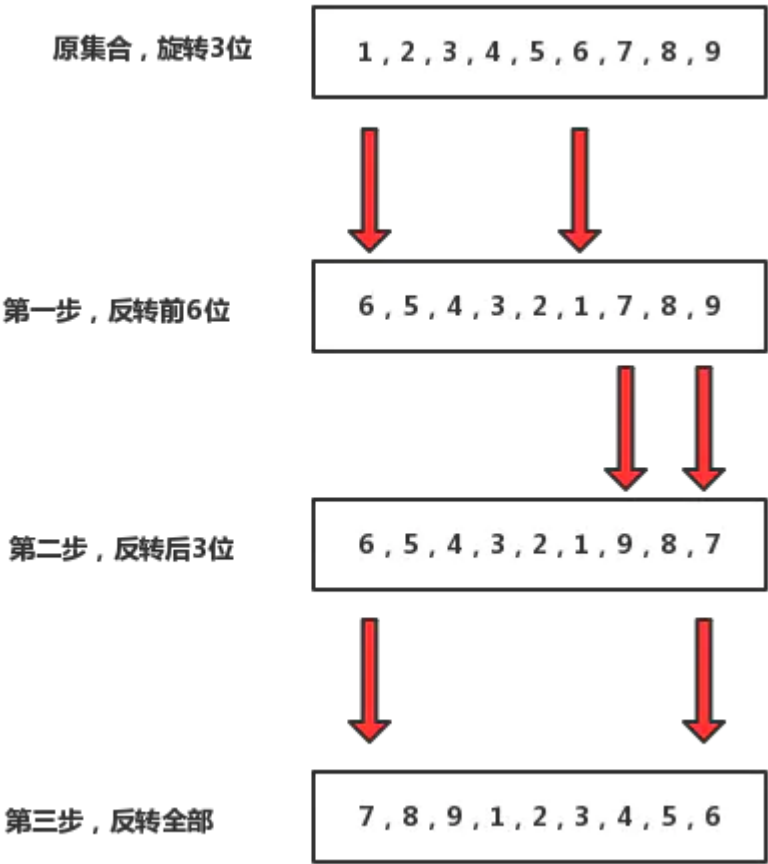 原集合，旋转3位
1 , 2 , 3 , 4 , 5 , 6 , 7 , 8 , 9
第一步，反转前6位
6 , 5 , 4 , 3 , 2 , 1 , 7 , 8 , 9
第二步，反转后3位
6 , 5 , 4 , 3 , 2 , 1 , 9 , 8 , 7
第三步，反转全部
7 , 8 , 9 , 1 , 2 , 3 , 4 , 5 , 6